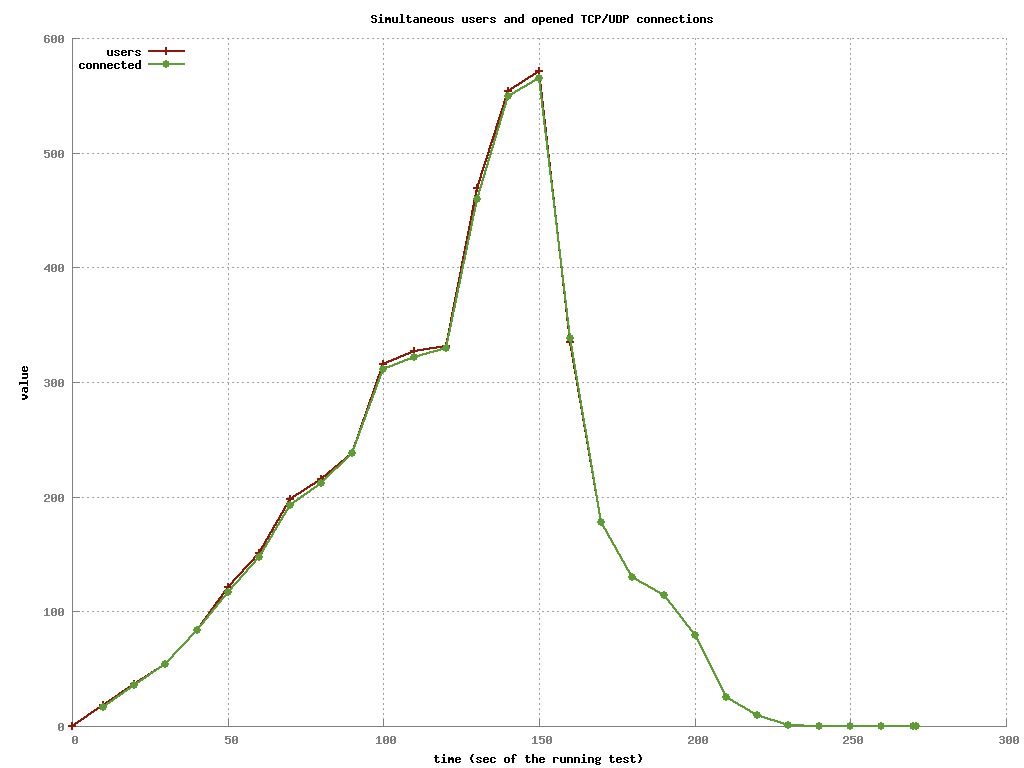 Simultaneous users and opened TCP/UDP connections
600
users
connected
500
400
300
value
200
100
0
0 50 100 150 200 250 300
time (sec of the running test)